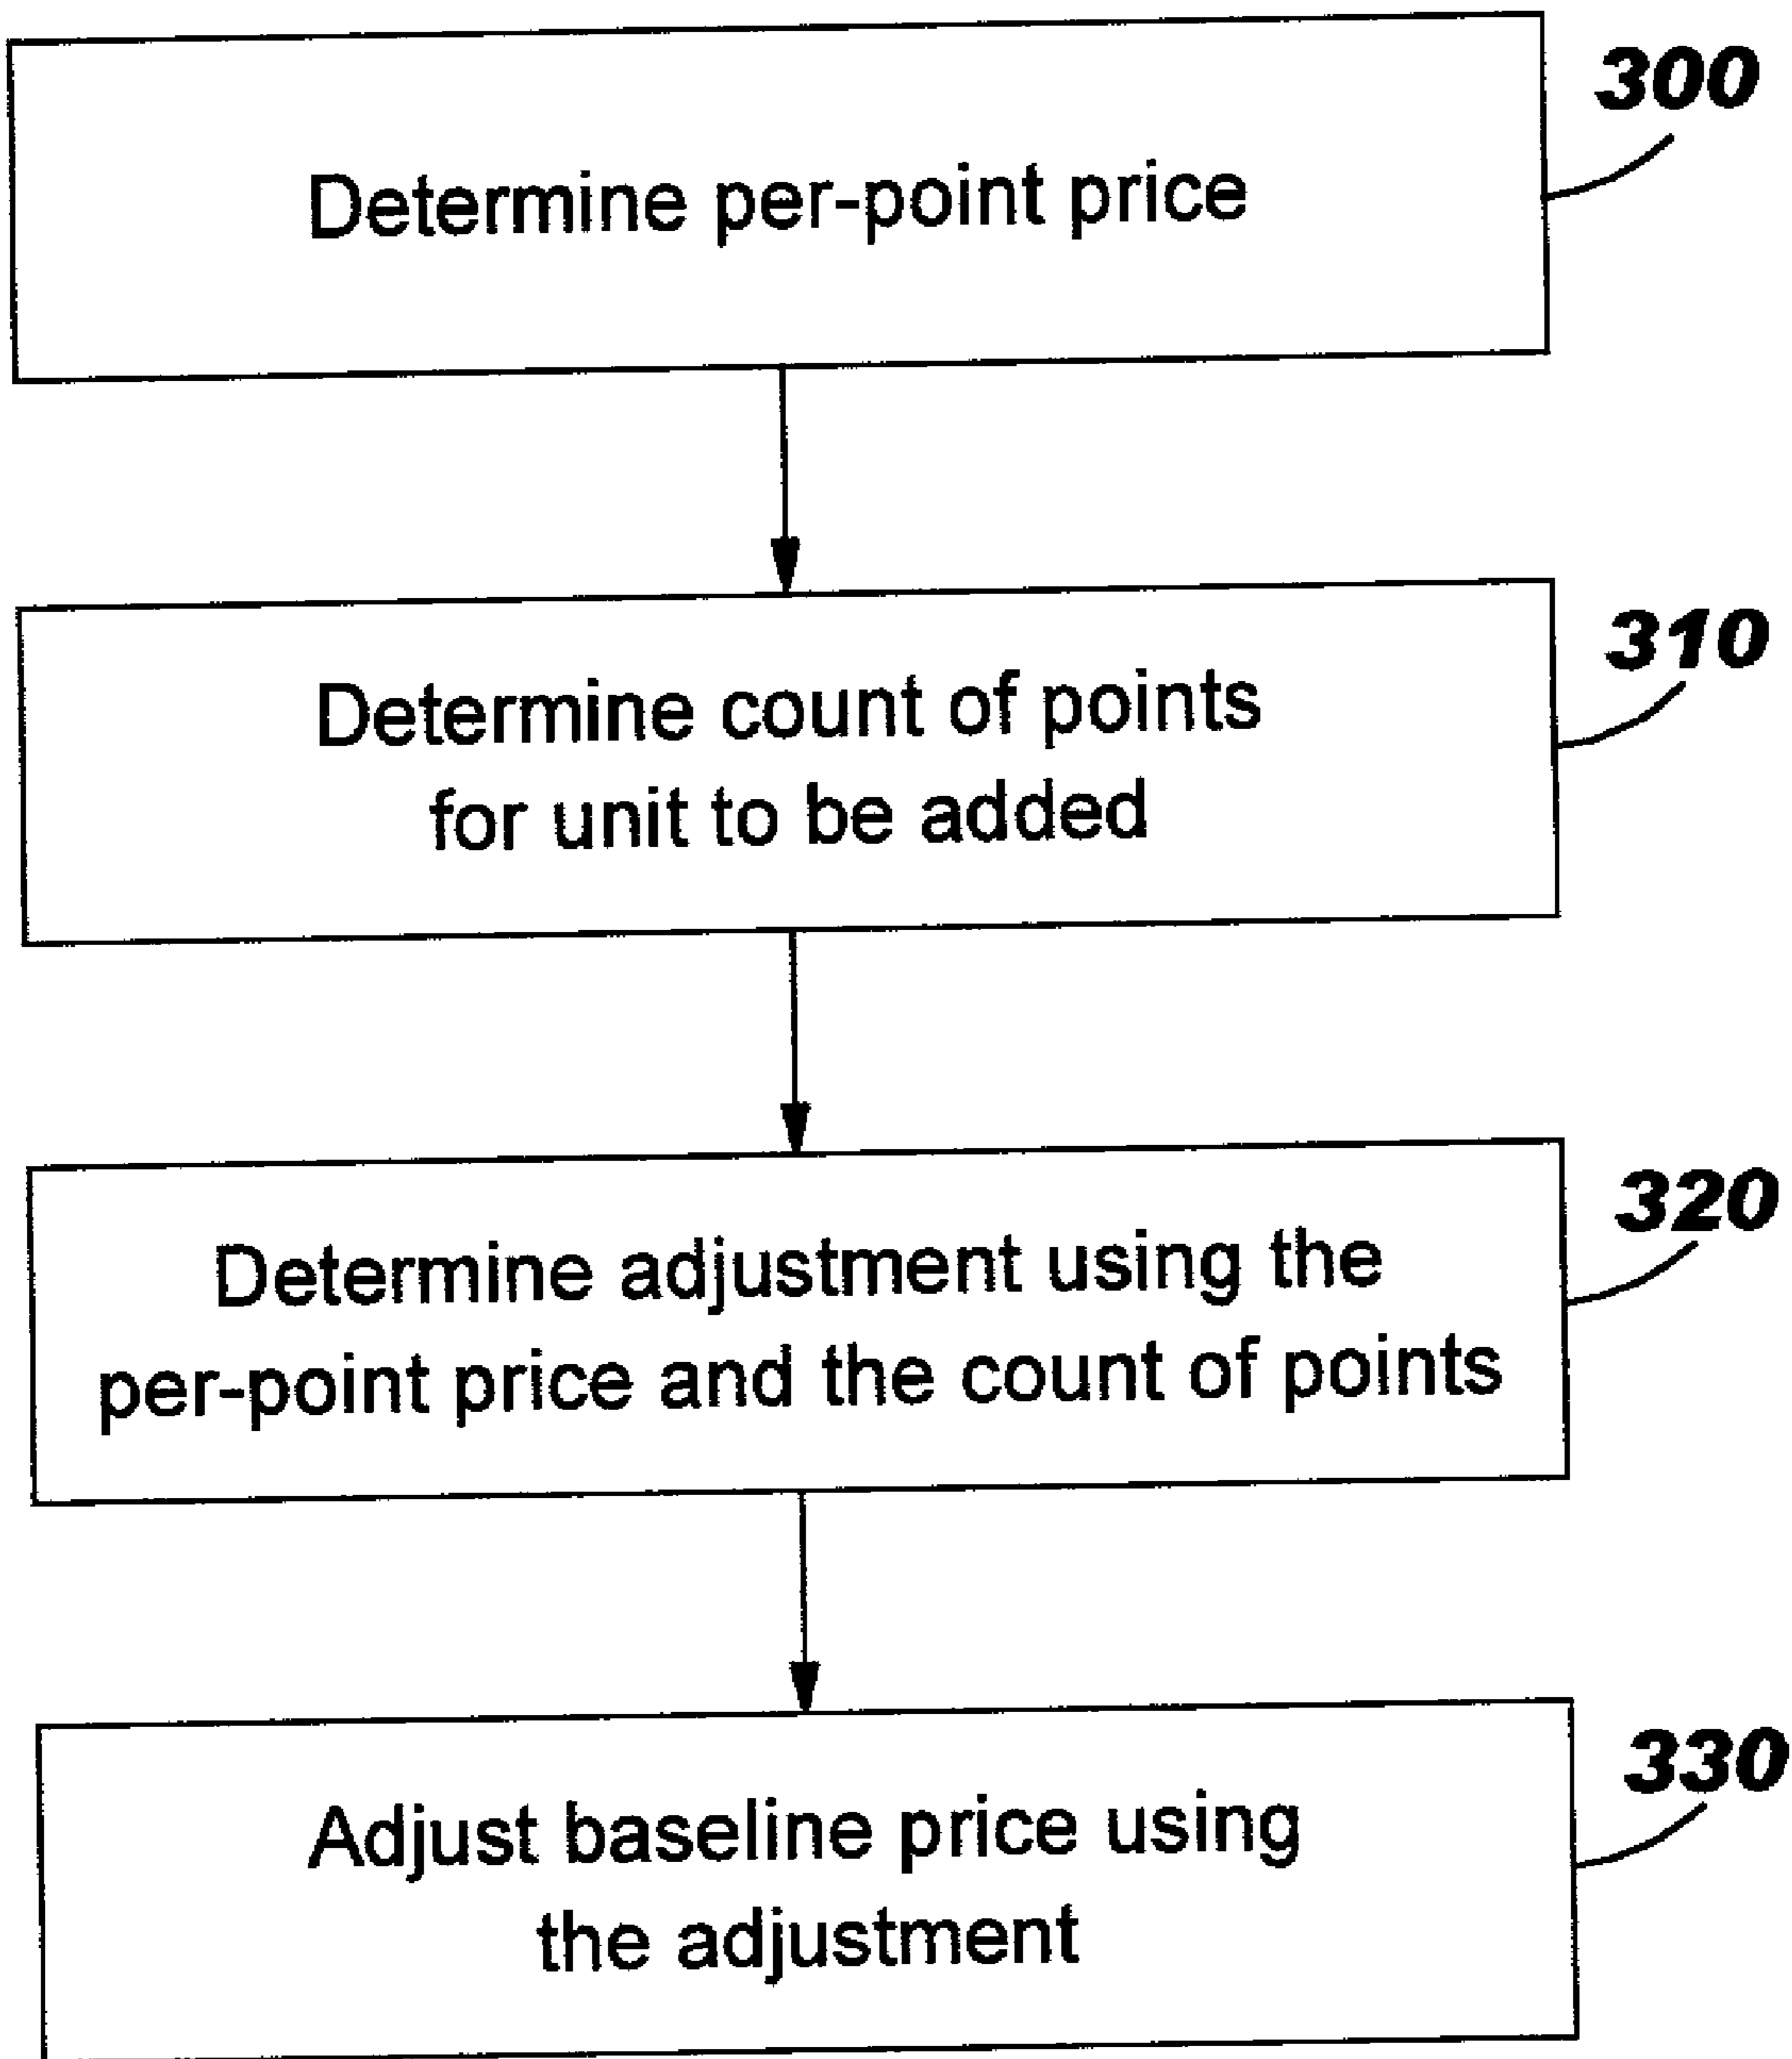 300
Determine per-point price
310
Determine count of points
for unit to be added
320
Determine adjustment using the
per-point price and the count of points
330
Adjust baseline price using
the adjustment